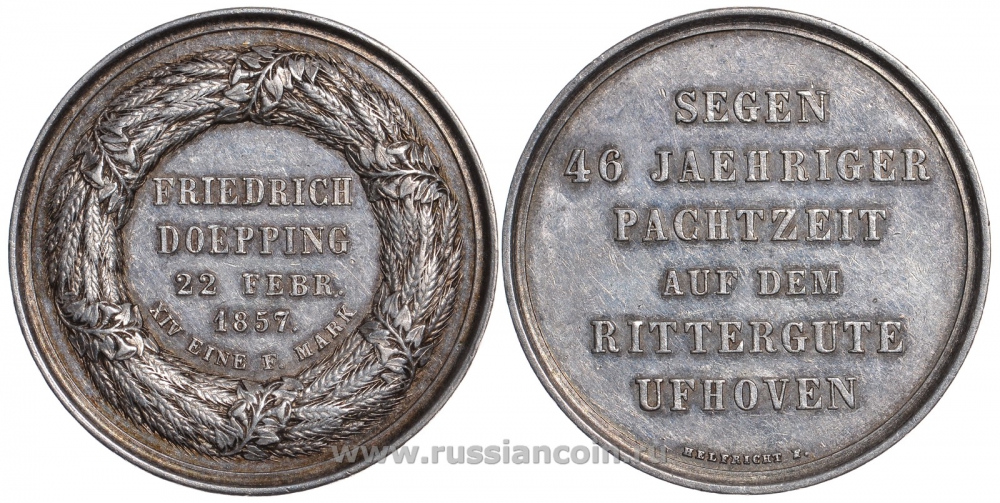 FRIEDRICH
DOEPPING
22 FEBR.
1857.
XIV EINE F. MARK
SEGEN
46 JAEHRIGER
PACHTZEIT
AUF DEM
RITTERGUTE
UFHOVEN
HELFRICHT F.
www.russiancoin.ru